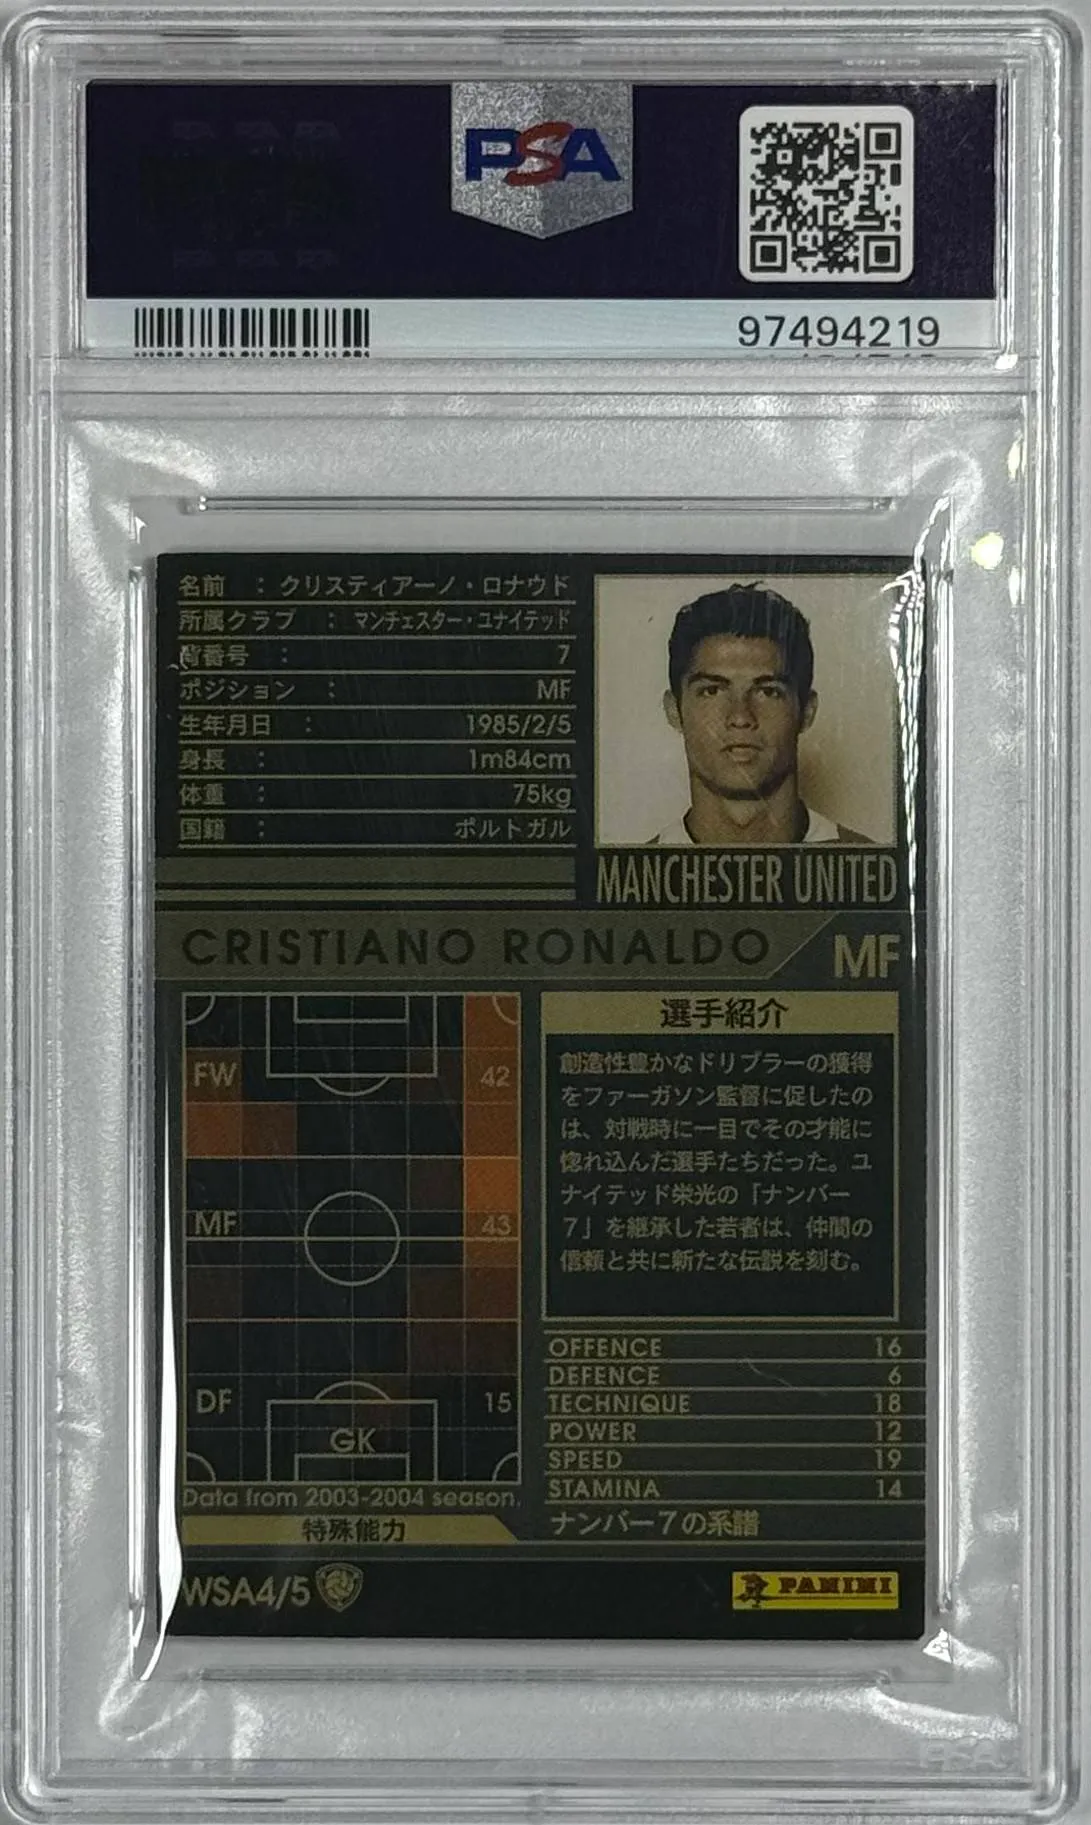 PSA
97494219
名前 : クリスティアーノ・ロナウド
所属クラブ : マンチェスター・ユナイテッド
背番号 : 7
ポジション : MF
生年月日 : 1985/2/5
身長 : 1m84cm
体重 : 75kg
国籍 : ポルトガル
MANCHESTER UNITED
CRISTIANO RONALDO MF
FW 42
MF 43
DF 15
GK
Data from 2003-2004 season.
特殊能力
選手紹介
創造性豊かなドリブラーの獲得
をファーガソン監督に促したの
は、対戦時に一目でその才能に
惚れ込んだ選手たちだった。ユ
ナイテッド栄光の「ナンバー
7」を継承した若者は、仲間の
信頼と共に新たな伝説を刻む。
OFFENCE 16
DEFENCE 6
TECHNIQUE 18
POWER 12
SPEED 19
STAMINA 14
ナンバー7の系譜
WSA4/5
PANINI
PSA